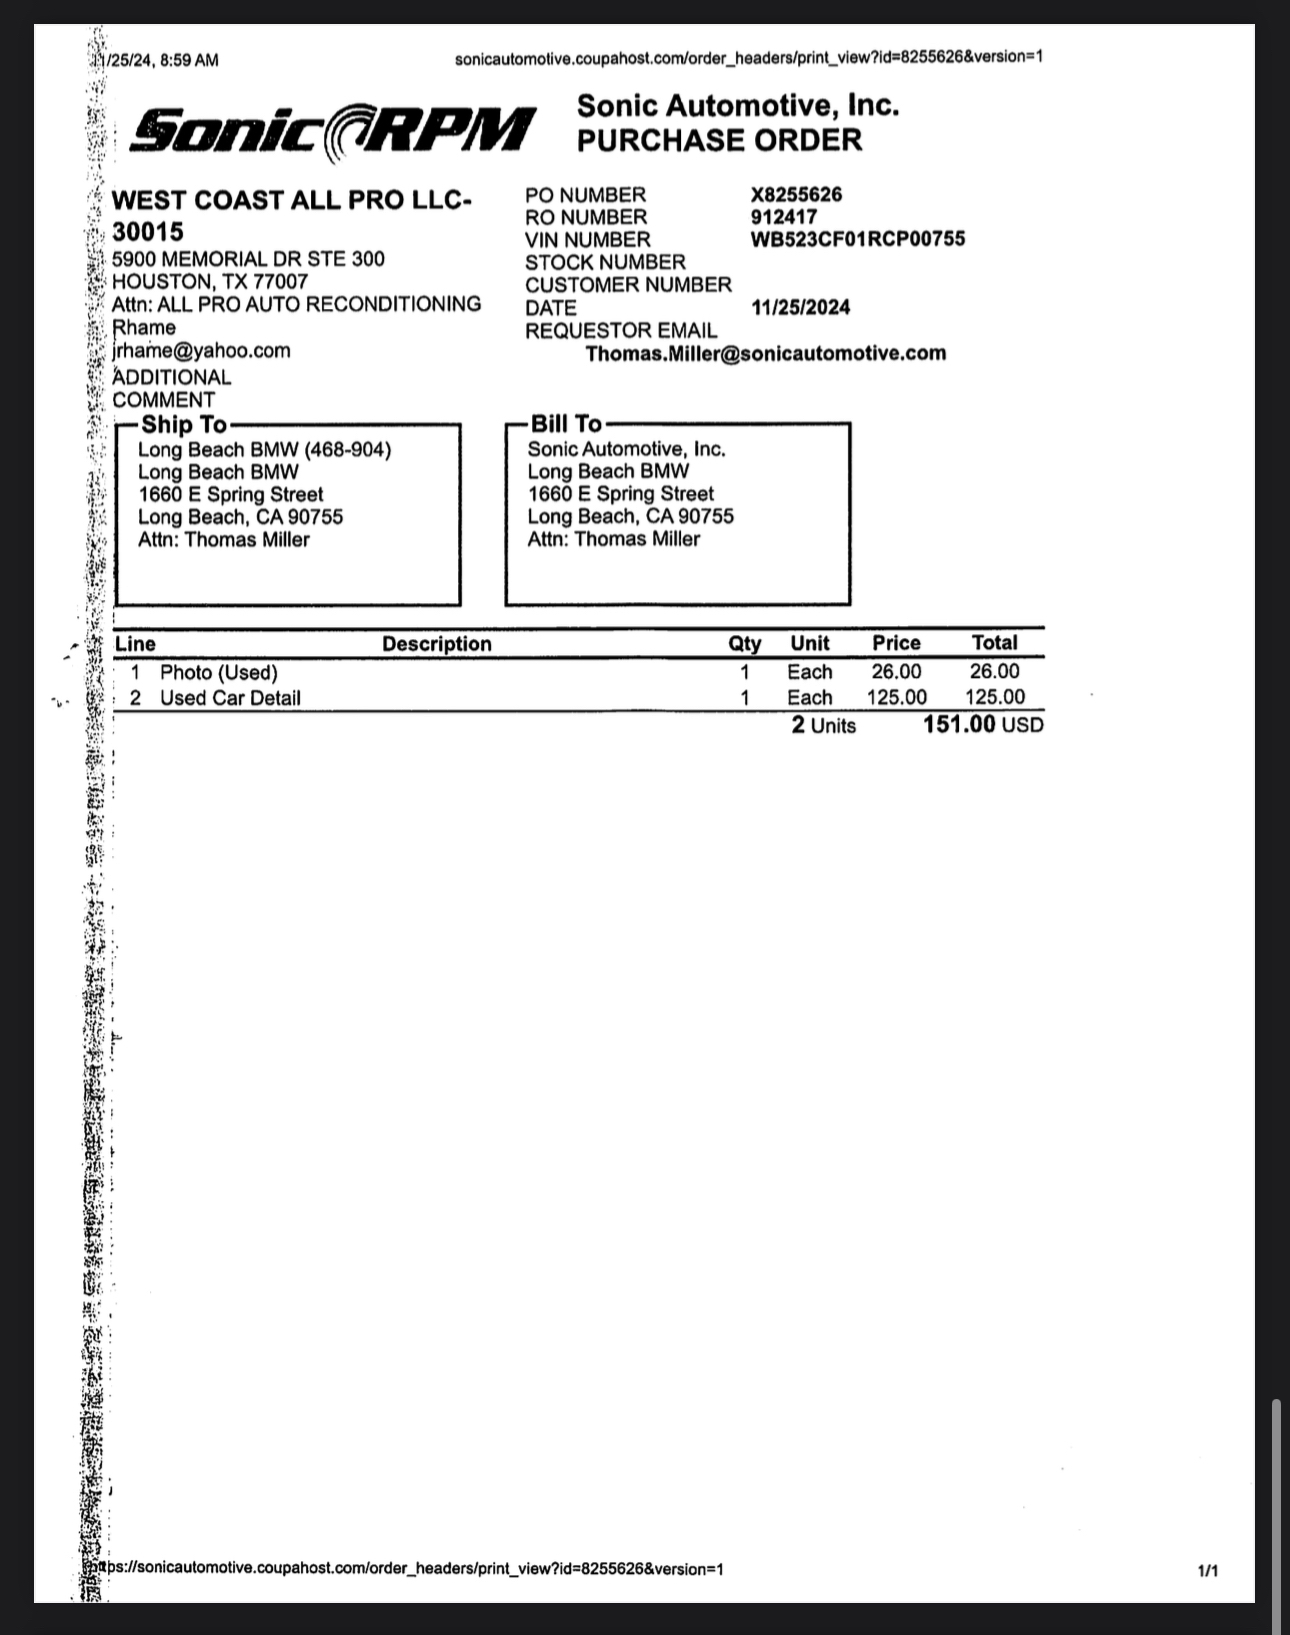 1/25/24, 8:59 AM
sonicautomotive.coupahost.com/order_headers/print_view?id=8255626&version=1
Sonic RPM
Sonic Automotive, Inc.
PURCHASE ORDER
WEST COAST ALL PRO LLC-
30015
5900 MEMORIAL DR STE 300
HOUSTON, TX 77007
Attn: ALL PRO AUTO RECONDITIONING
Rhame
jrhame@yahoo.com
ADDITIONAL
COMMENT
PO NUMBER X8255626
RO NUMBER 912417
VIN NUMBER WB523CF01RCP00755
STOCK NUMBER
CUSTOMER NUMBER
DATE 11/25/2024
REQUESTOR EMAIL
Thomas.Miller@sonicautomotive.com
Ship To
Long Beach BMW (468-904)
Long Beach BMW
1660 E Spring Street
Long Beach, CA 90755
Attn: Thomas Miller
Bill To
Sonic Automotive, Inc.
Long Beach BMW
1660 E Spring Street
Long Beach, CA 90755
Attn: Thomas Miller
Line Description Qty Unit Price Total
1 Photo (Used) 1 Each 26.00 26.00
2 Used Car Detail 1 Each 125.00 125.00
2 Units 151.00 USD
ps://sonicautomotive.coupahost.com/order_headers/print_view?id=8255626&version=1
1/1